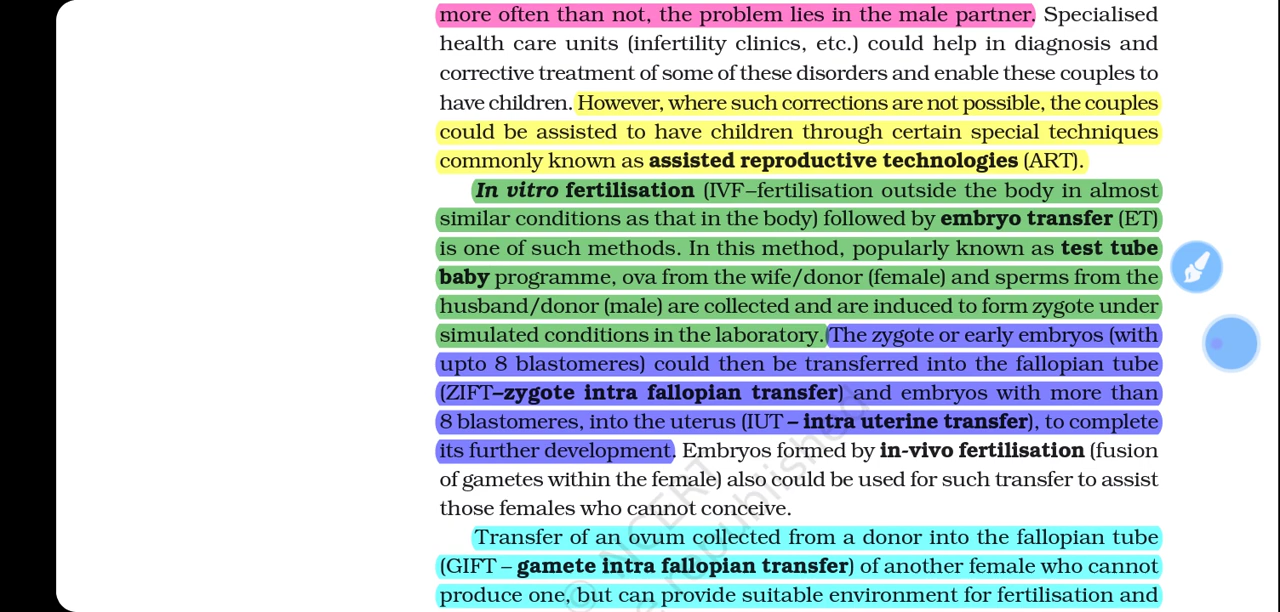 more often than not, the problem lies in the male partner. Specialised
health care units (infertility clinics, etc.) could help in diagnosis and
corrective treatment of some of these disorders and enable these couples to
have children. However, where such corrections are not possible, the couples
could be assisted to have children through certain special techniques
commonly known as assisted reproductive technologies (ART).
In vitro fertilisation (IVF–fertilisation outside the body in almost
similar conditions as that in the body) followed by embryo transfer (ET)
is one of such methods. In this method, popularly known as test tube
baby programme, ova from the wife/donor (female) and sperms from the
husband/donor (male) are collected and are induced to form zygote under
simulated conditions in the laboratory. The zygote or early embryos (with
upto 8 blastomeres) could then be transferred into the fallopian tube
(ZIFT–zygote intra fallopian transfer) and embryos with more than
8 blastomeres, into the uterus (IUT – intra uterine transfer), to complete
its further development. Embryos formed by in-vivo fertilisation (fusion
of gametes within the female) also could be used for such transfer to assist
those females who cannot conceive.
Transfer of an ovum collected from a donor into the fallopian tube
(GIFT – gamete intra fallopian transfer) of another female who cannot
produce one, but can provide suitable environment for fertilisation and
© NCERT
republished